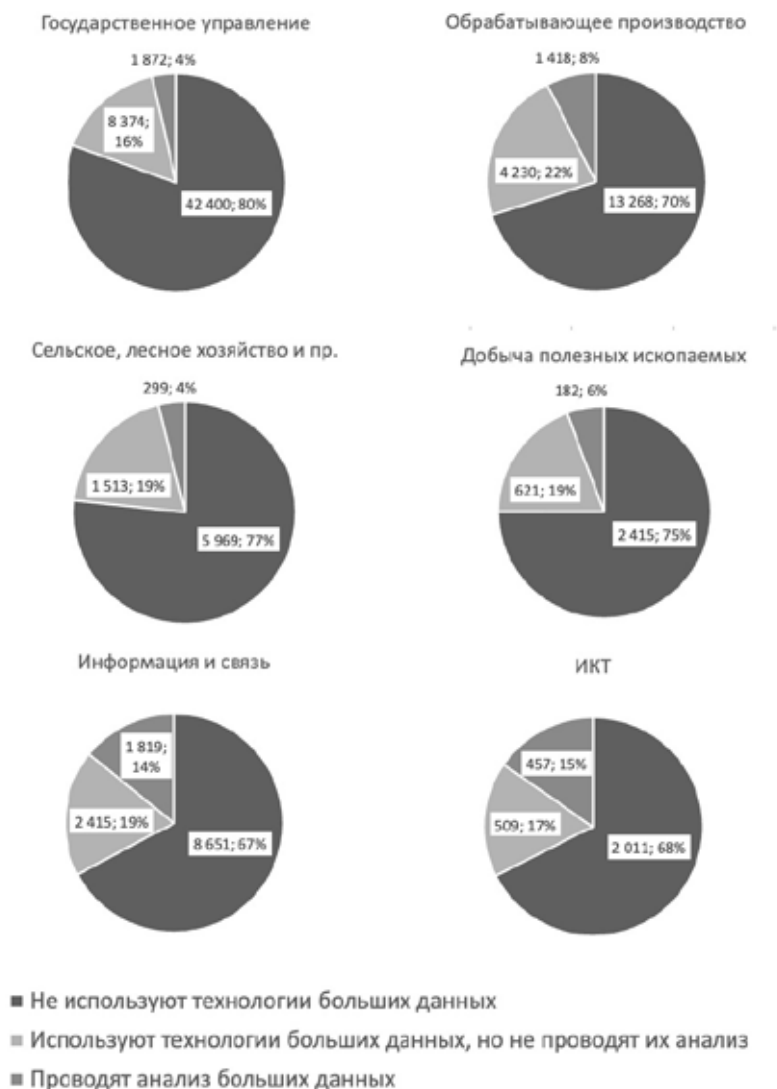 Государственное управление
1 872; 4%
8 374;
16%
42 400; 80%
Обрабатывающее производство
1 418; 8%
4 230; 22%
13 268; 70%
Сельское, лесное хозяйство и пр.
299; 4%
1 513; 19%
5 969; 77%
Добыча полезных ископаемых
182; 6%
621; 19%
2 415; 75%
Информация и связь
1 819;
14%
2 415; 19%
8 651; 67%
ИКТ
457; 15%
509; 17%
2 011; 68%
Не используют технологии больших данных
Используют технологии больших данных, но не проводят их анализ
Проводят анализ больших данных